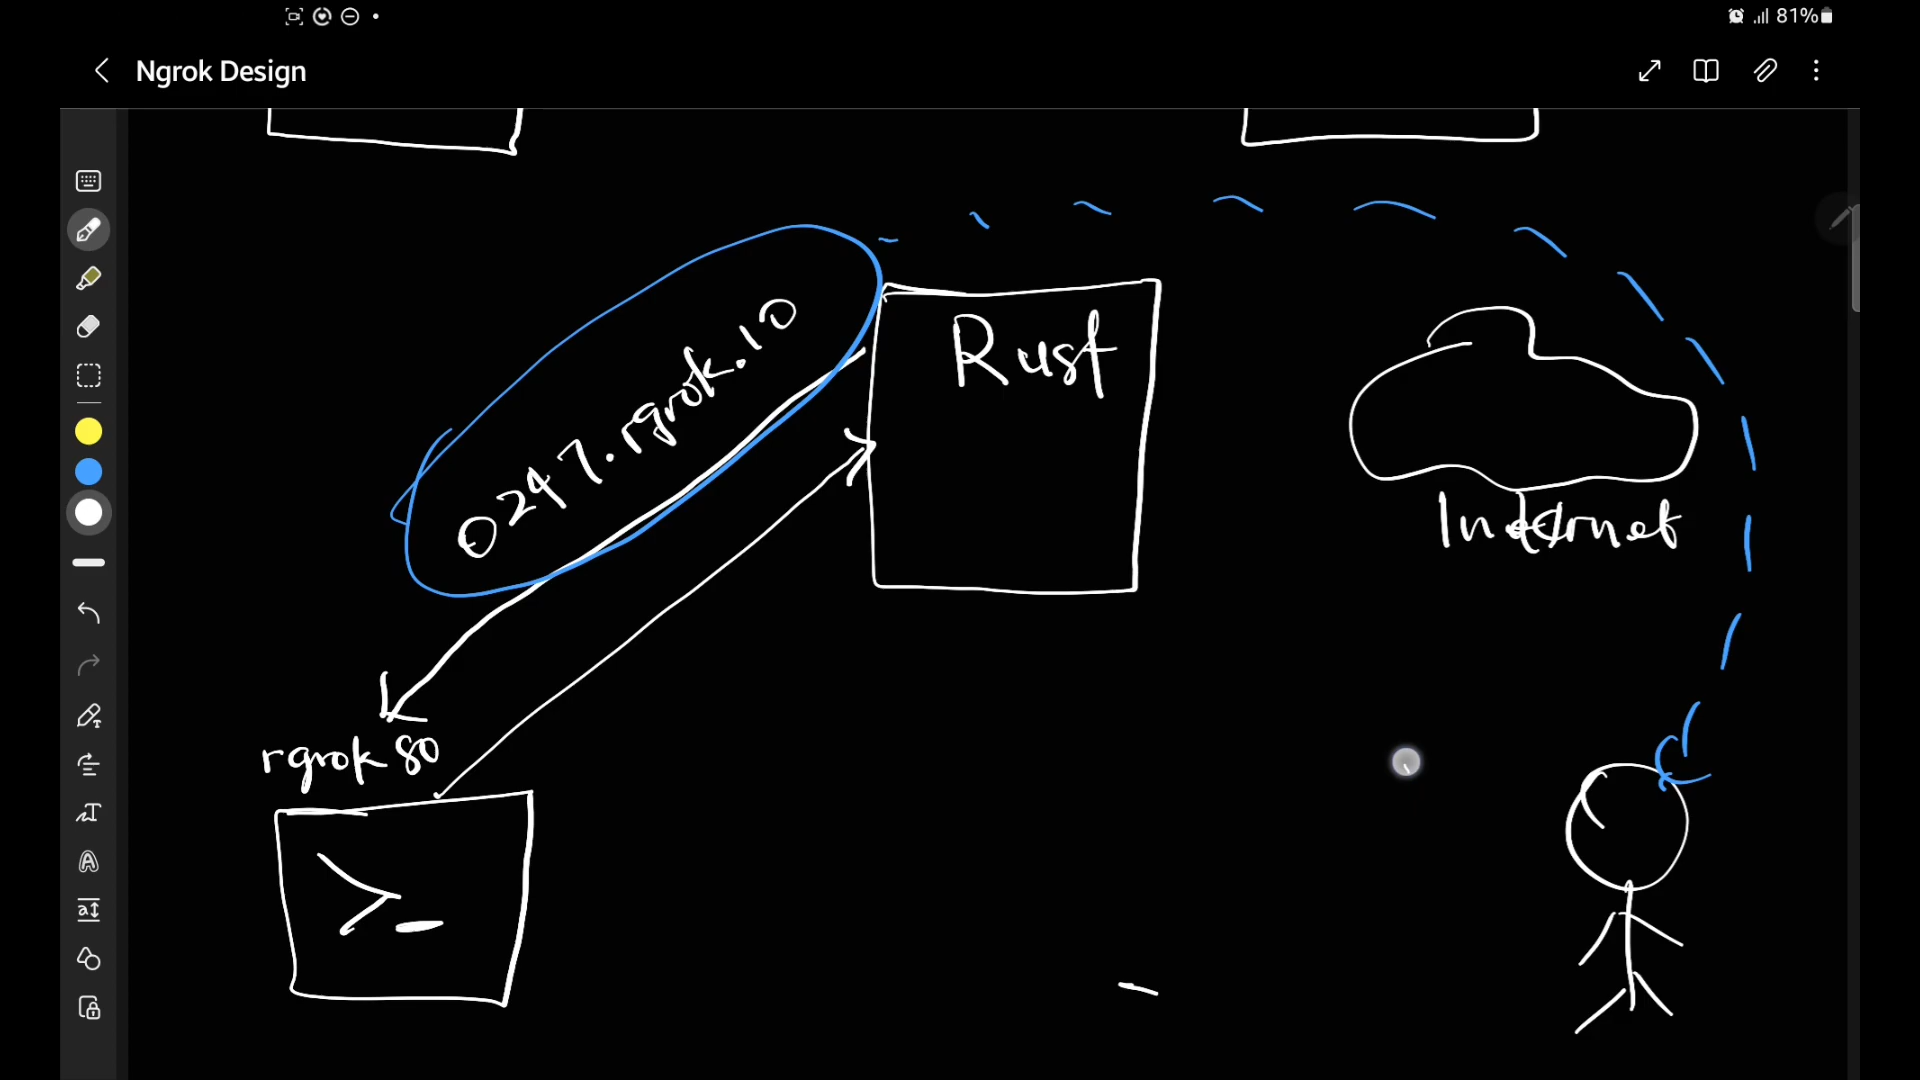 81%
Ngrok Design
Rust
0247.rgrok.io
Internet
rgrok 80
>_